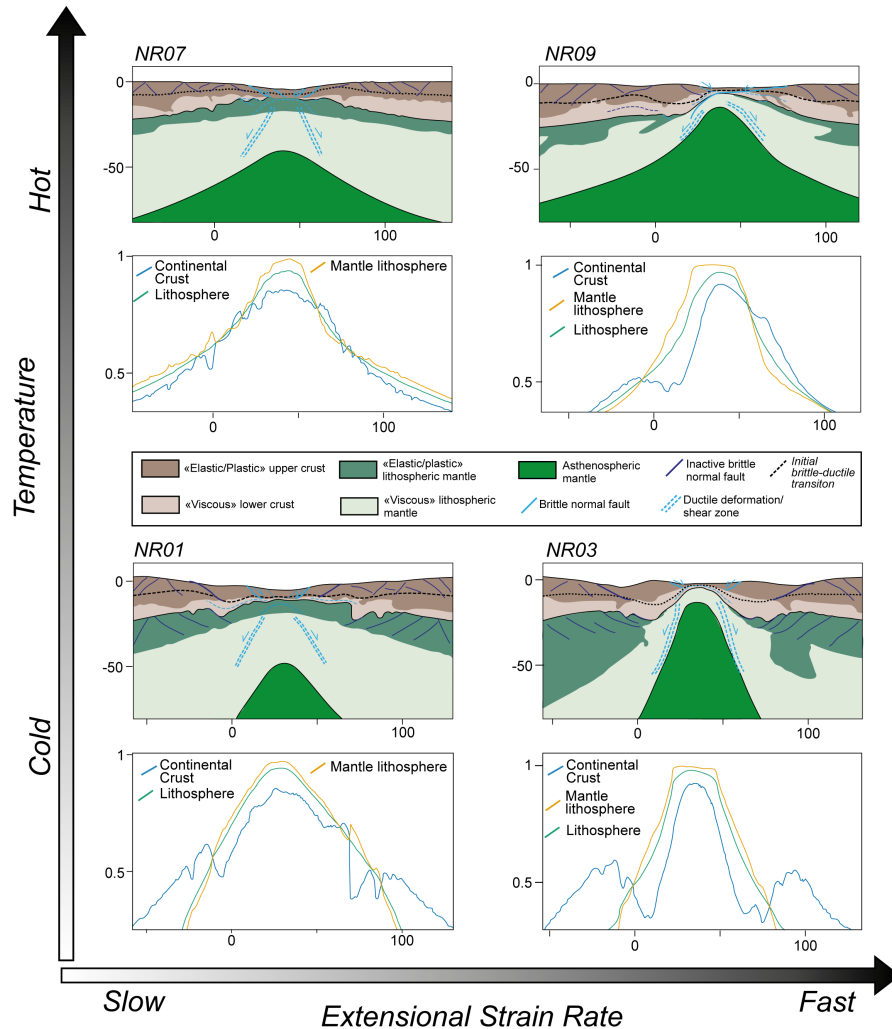 Hot
Temperature
Cold
NR07
0
-50
0
100
NR09
0
-50
0
100
1
0.5
Continental
Crust
Lithosphere
Mantle lithosphere
0
100
1
0.5
Continental
Crust
Mantle
lithosphere
Lithosphere
0
50
100
«Elastic/Plastic» upper crust
«Elastic/plastic»
lithospheric mantle
Asthenospheric
mantle
Inactive brittle
normal fault
Initial
brittle-ductile
transiton
«Viscous» lower crust
«Viscous» lithospheric
mantle
Brittle normal fault
Ductile deformation/
shear zone
NR01
0
-50
0
100
NR03
0
-50
0
100
1
0.5
Continental
Crust
Lithosphere
Mantle lithosphere
0
100
1
0.5
Continental
Crust
Mantle
lithosphere
Lithosphere
0
100
Slow
Extensional Strain Rate
Fast